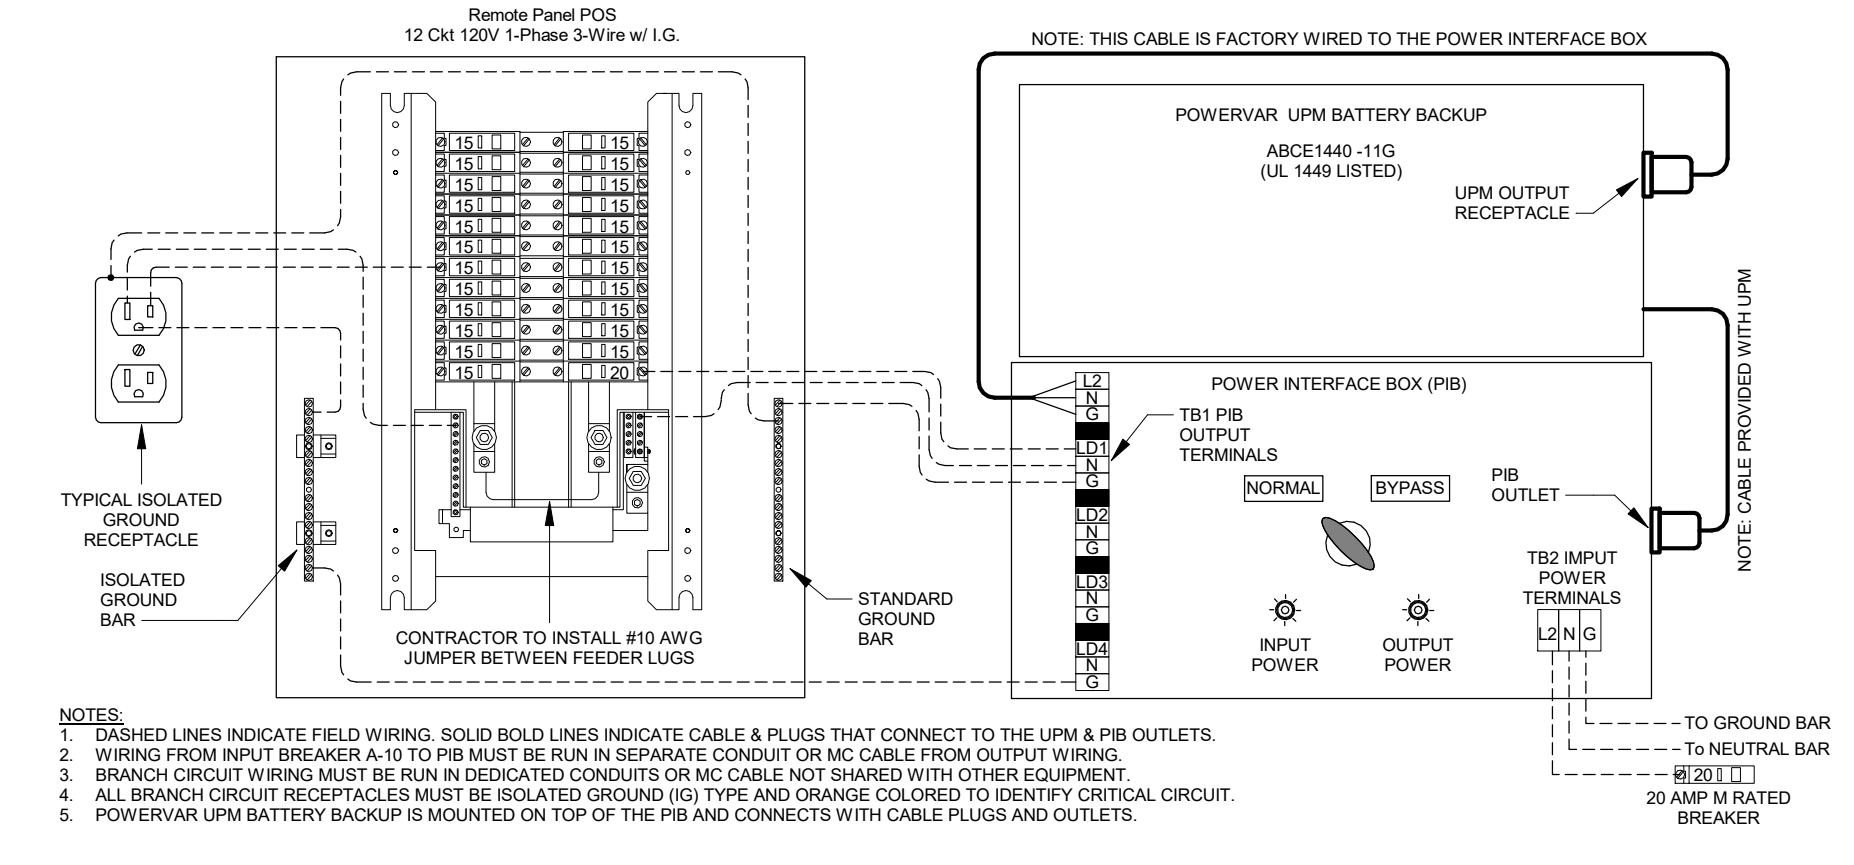 Remote Panel POS
12 Ckt 120V 1-Phase 3-Wire w/ I.G.
NOTE: THIS CABLE IS FACTORY WIRED TO THE POWER INTERFACE BOX
POWERVAR UPM BATTERY BACKUP
ABCE1440 -11G
(UL 1449 LISTED)
UPM OUTPUT
RECEPTACLE
NOTE: CABLE PROVIDED WITH UPM
15 15
15 15
15 15
15 15
15 15
15 15
15 15
15 15
15 15
15 15
15 15
15 20
TYPICAL ISOLATED
GROUND
RECEPTACLE
ISOLATED
GROUND
BAR
CONTRACTOR TO INSTALL #10 AWG
JUMPER BETWEEN FEEDER LUGS
STANDARD
GROUND
BAR
POWER INTERFACE BOX (PIB)
L2
N
G
LD1
N
G
LD2
N
G
LD3
N
G
LD4
N
G
TB1 PIB
OUTPUT
TERMINALS
NORMAL
BYPASS
PIB
OUTLET
INPUT
POWER
OUTPUT
POWER
TB2 IMPUT
POWER
TERMINALS
L2 N G
TO GROUND BAR
To NEUTRAL BAR
20
20 AMP M RATED
BREAKER
NOTES:
1. DASHED LINES INDICATE FIELD WIRING. SOLID BOLD LINES INDICATE CABLE & PLUGS THAT CONNECT TO THE UPM & PIB OUTLETS.
2. WIRING FROM INPUT BREAKER A-10 TO PIB MUST BE RUN IN SEPARATE CONDUIT OR MC CABLE FROM OUTPUT WIRING.
3. BRANCH CIRCUIT WIRING MUST BE RUN IN DEDICATED CONDUITS OR MC CABLE NOT SHARED WITH OTHER EQUIPMENT.
4. ALL BRANCH CIRCUIT RECEPTACLES MUST BE ISOLATED GROUND (IG) TYPE AND ORANGE COLORED TO IDENTIFY CRITICAL CIRCUIT.
5. POWERVAR UPM BATTERY BACKUP IS MOUNTED ON TOP OF THE PIB AND CONNECTS WITH CABLE PLUGS AND OUTLETS.